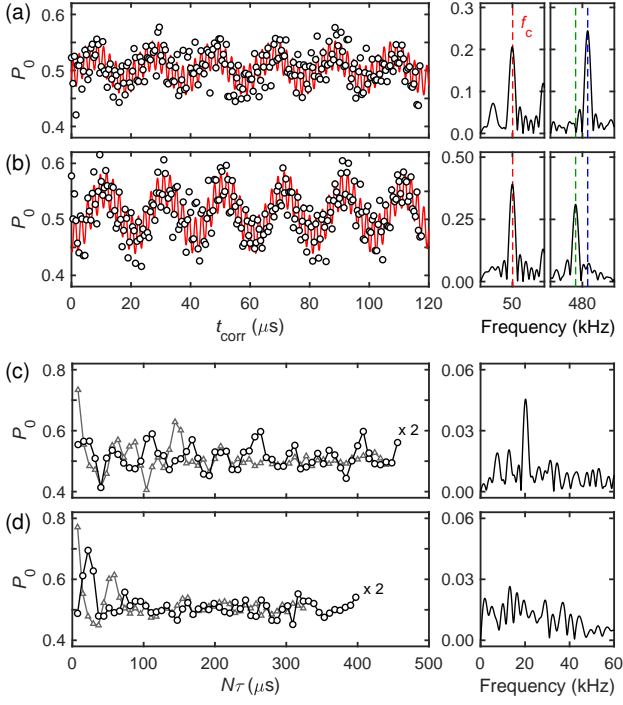 (a)
0.6
0.5
0.4
P0
0.3
0.2
0.1
0.0
fc
(b)
0.6
0.5
0.4
P0
0 20 40 60 80 100 120
tcorr (μs)
0.50
0.25
0.00
50 480
Frequency (kHz)
(c)
0.8
0.6
0.4
P0
x 2
0.06
0.03
0.00
(d)
0.8
0.6
0.4
P0
x 2
0 100 200 300 400 500
Nτ (μs)
0.06
0.03
0.00
0 20 40 60
Frequency (kHz)